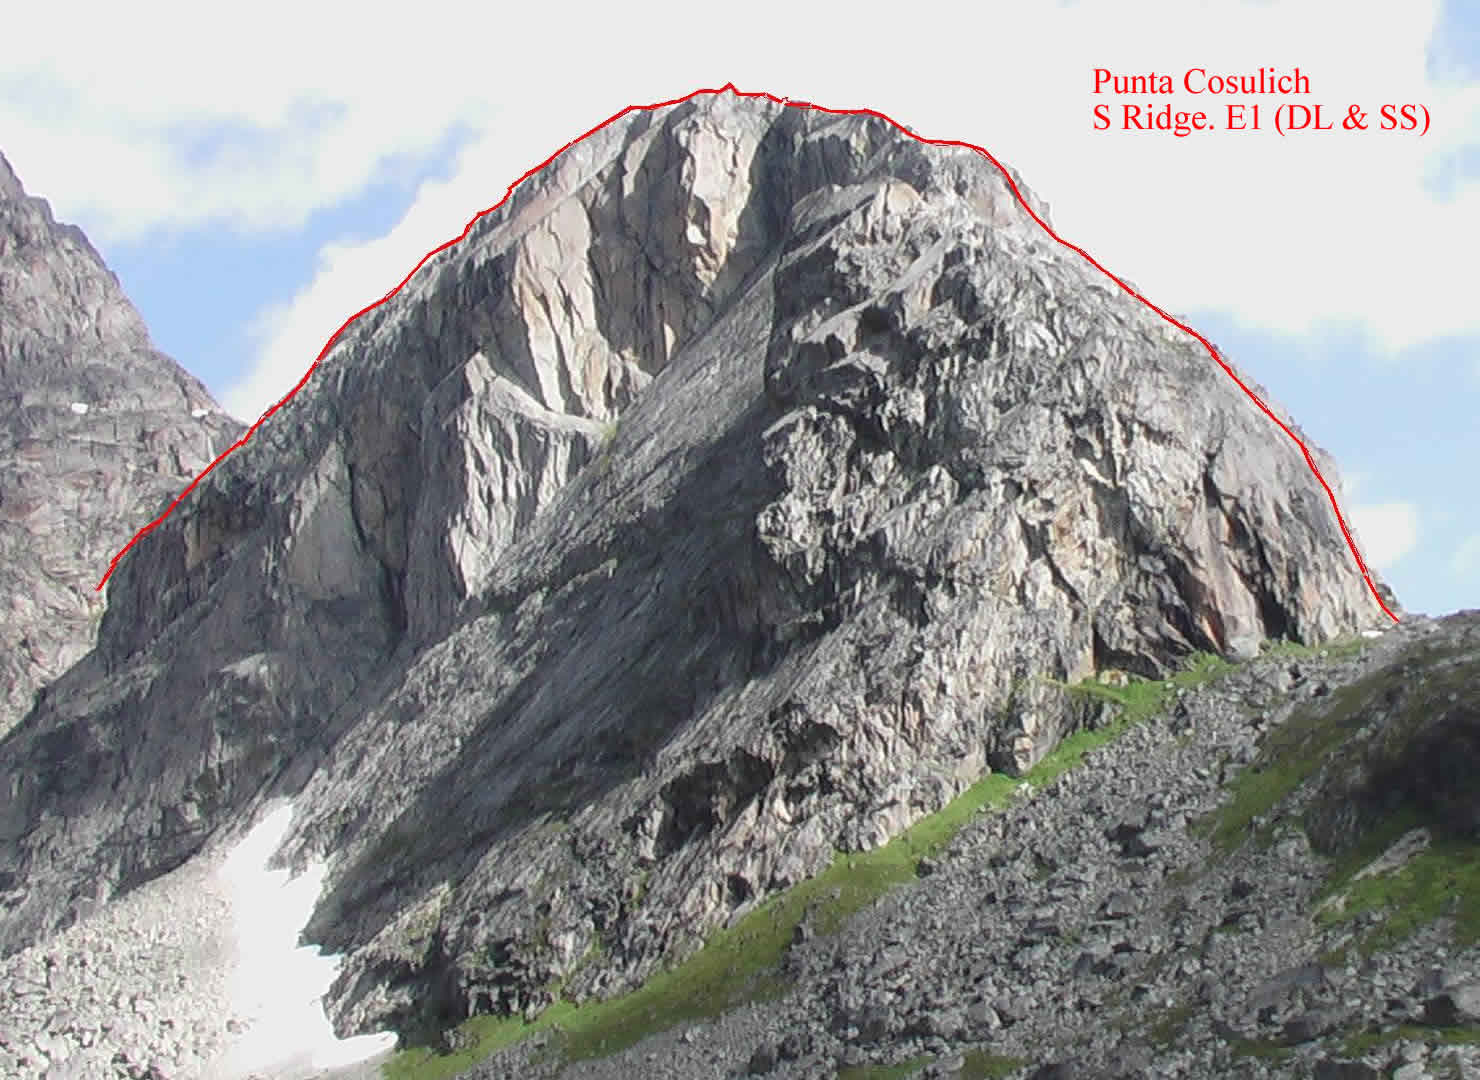 Punta Cosulich
S Ridge. E1 (DL & SS)